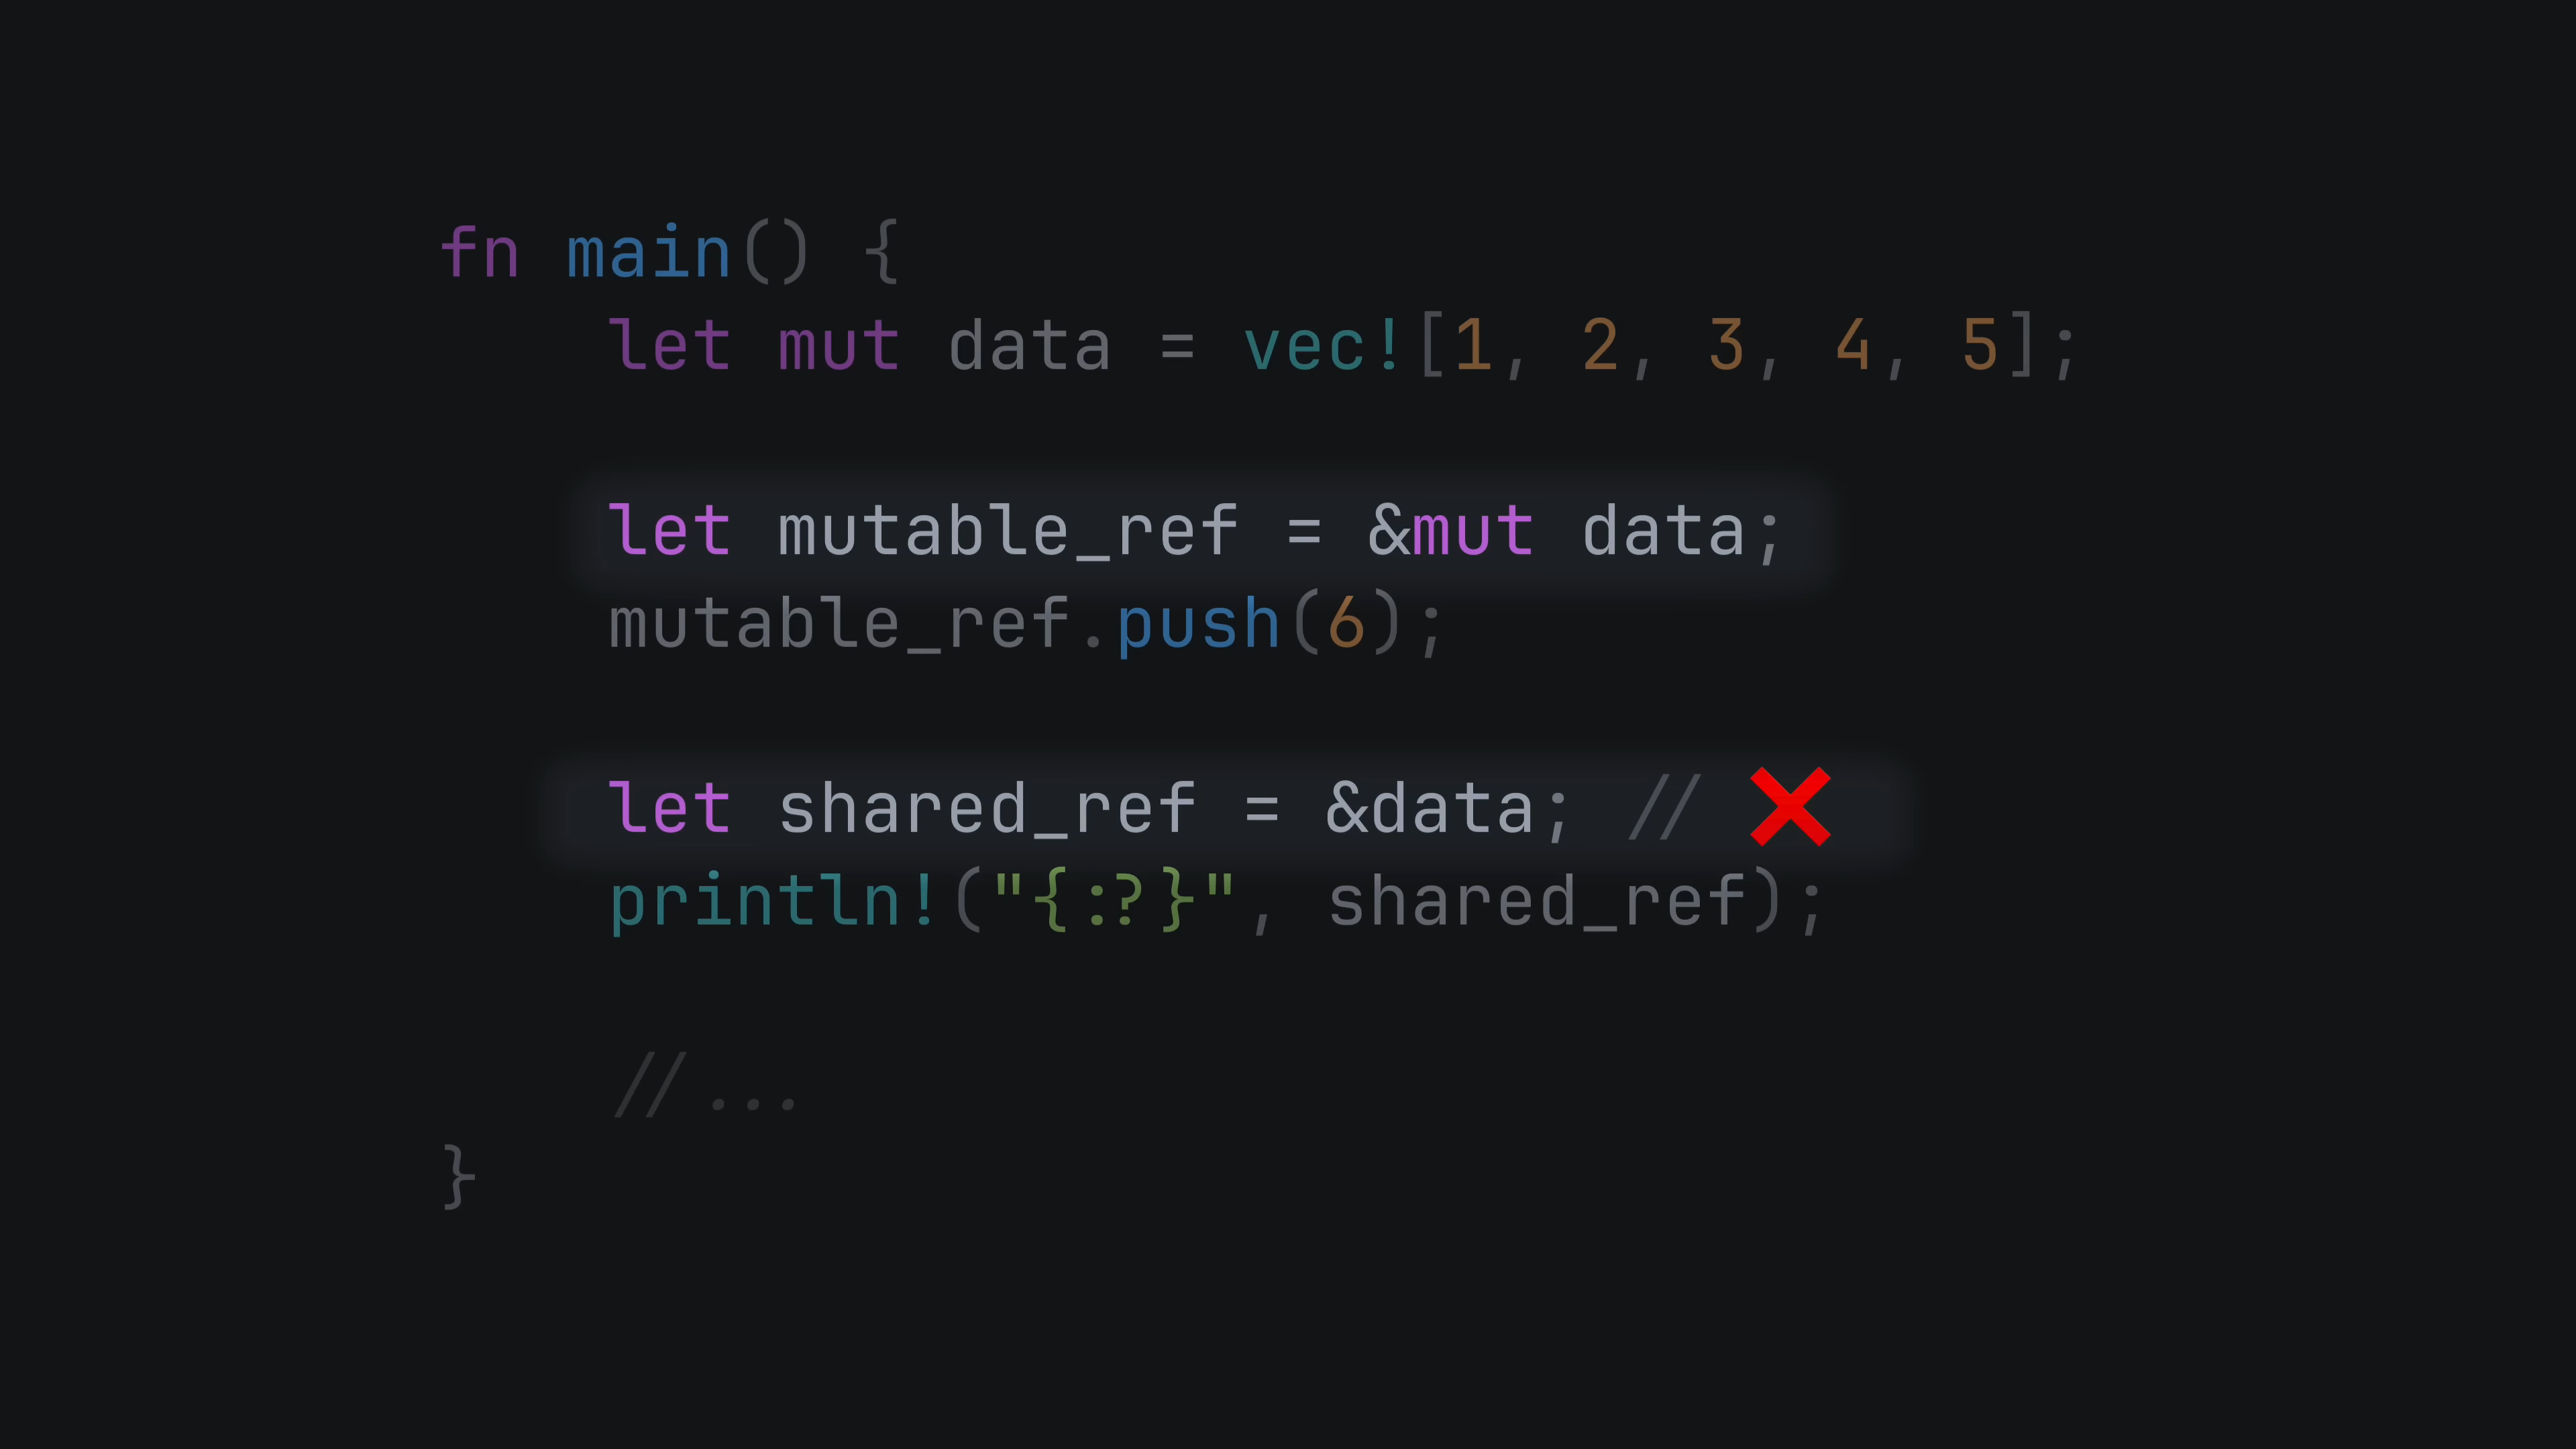 fn main() {
    let mut data = vec![1, 2, 3, 4, 5];
    let mutable_ref = &mut data;
    mutable_ref.push(6);
    let shared_ref = &data; // ❌
    println!("{:?}", shared_ref);
    //...
}